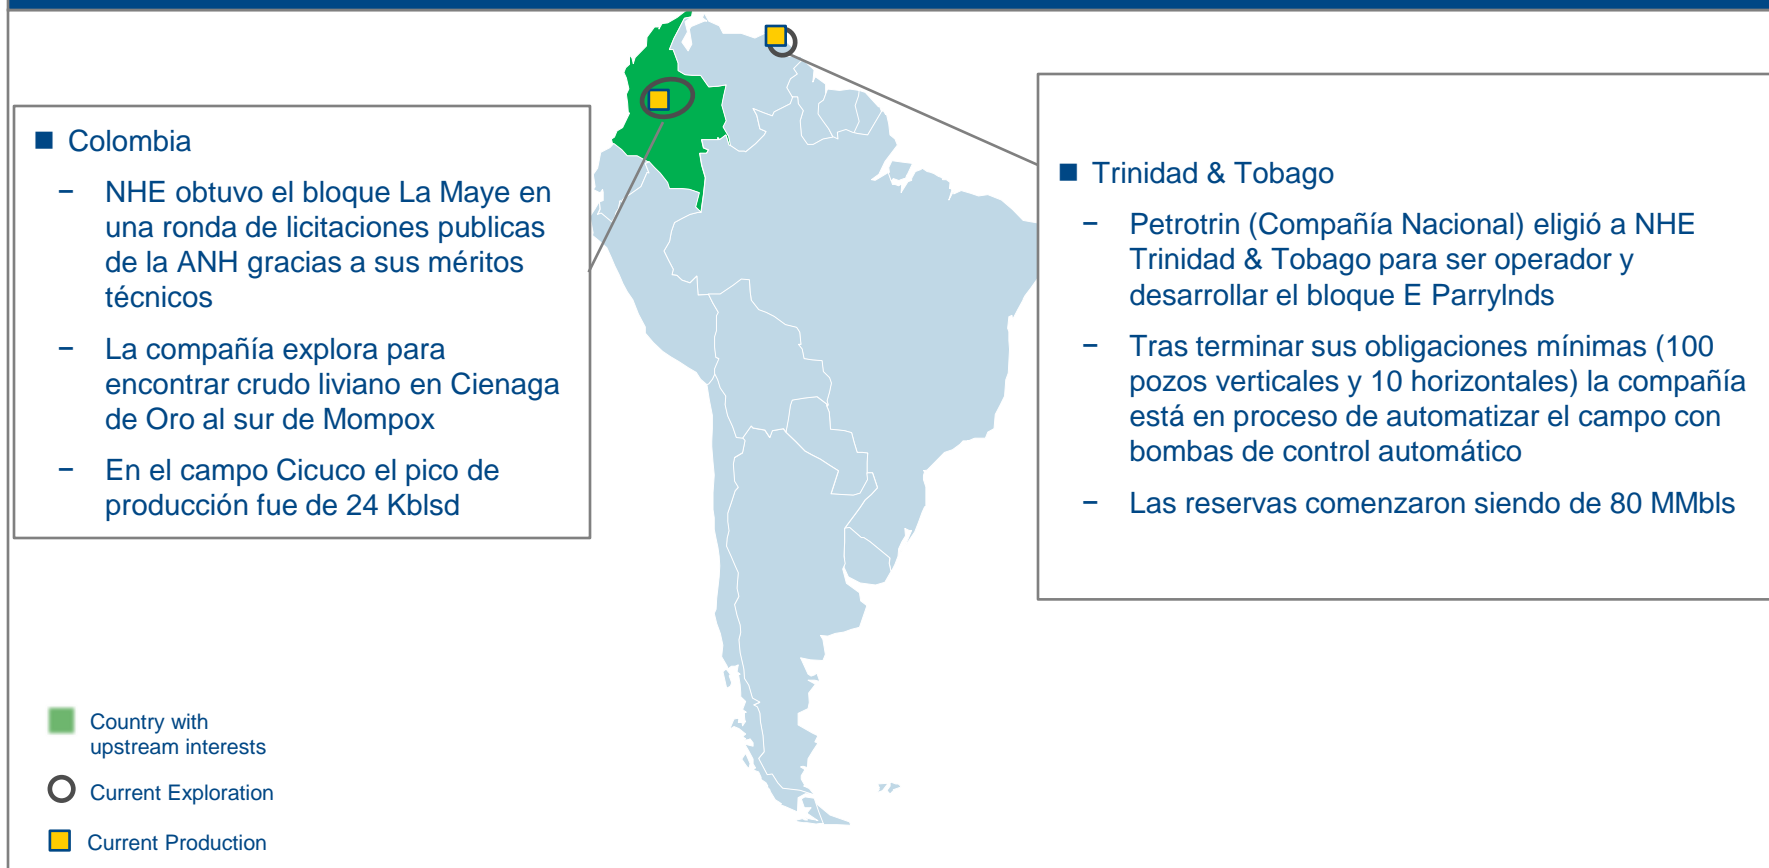 ■ Colombia
− NHE obtuvo el bloque La Maye en
una ronda de licitaciones publicas
de la ANH gracias a sus méritos
técnicos
− La compañía explora para
encontrar crudo liviano en Cienaga
de Oro al sur de Mompox
− En el campo Cicuco el pico de
producción fue de 24 Kblsd
■ Trinidad & Tobago
− Petrotrin (Compañía Nacional) eligió a NHE
Trinidad & Tobago para ser operador y
desarrollar el bloque E Parrylnds
− Tras terminar sus obligaciones mínimas (100
pozos verticales y 10 horizontales) la compañía
está en proceso de automatizar el campo con
bombas de control automático
− Las reservas comenzaron siendo de 80 MMbls
Country with
upstream interests
Current Exploration
Current Production